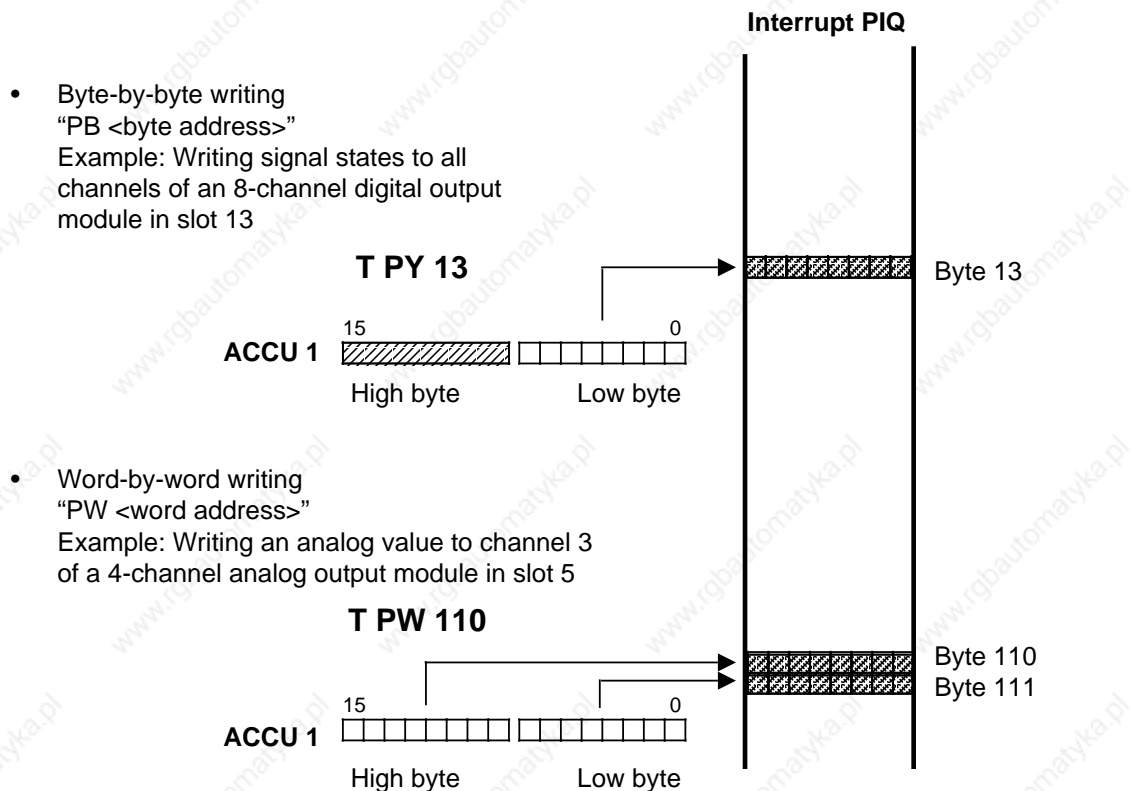 Interrupt PIQ
• Byte-by-byte writing
“PB <byte address>”
Example: Writing signal states to all
channels of an 8-channel digital output
module in slot 13
T PY 13
Byte 13
15 0
ACCU 1
High byte Low byte
• Word-by-word writing
“PW <word address>”
Example: Writing an analog value to channel 3
of a 4-channel analog output module in slot 5
T PW 110
Byte 110
Byte 111
15 0
ACCU 1
High byte Low byte
www.rgbautomatyka.pl